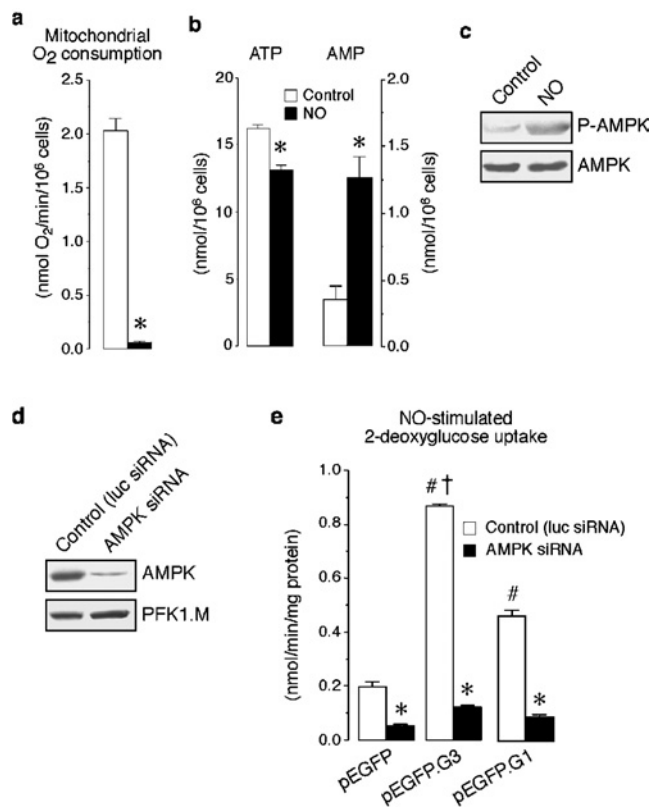 a
Mitochondrial
O2 consumption
2.5
2.0
1.5
1.0
0.5
0.0
(nmol O2/min/10^6 cells)
*
b
ATP
AMP
Control
NO
20
15
10
5
0
(nmol/10^6 cells)
*
*
2.0
1.5
1.0
0.5
0.0
(nmol/10^6 cells)
c
Control
NO
P-AMPK
AMPK
d
Control (luc siRNA)
AMPK siRNA
AMPK
PFK1.M
e
NO-stimulated
2-deoxyglucose uptake
1.0
0.8
0.6
0.4
0.2
0.0
(nmol/min/mg protein)
Control (luc siRNA)
AMPK siRNA
*
# †
*
#
*
pEGFP
pEGFP.G3
pEGFP.G1